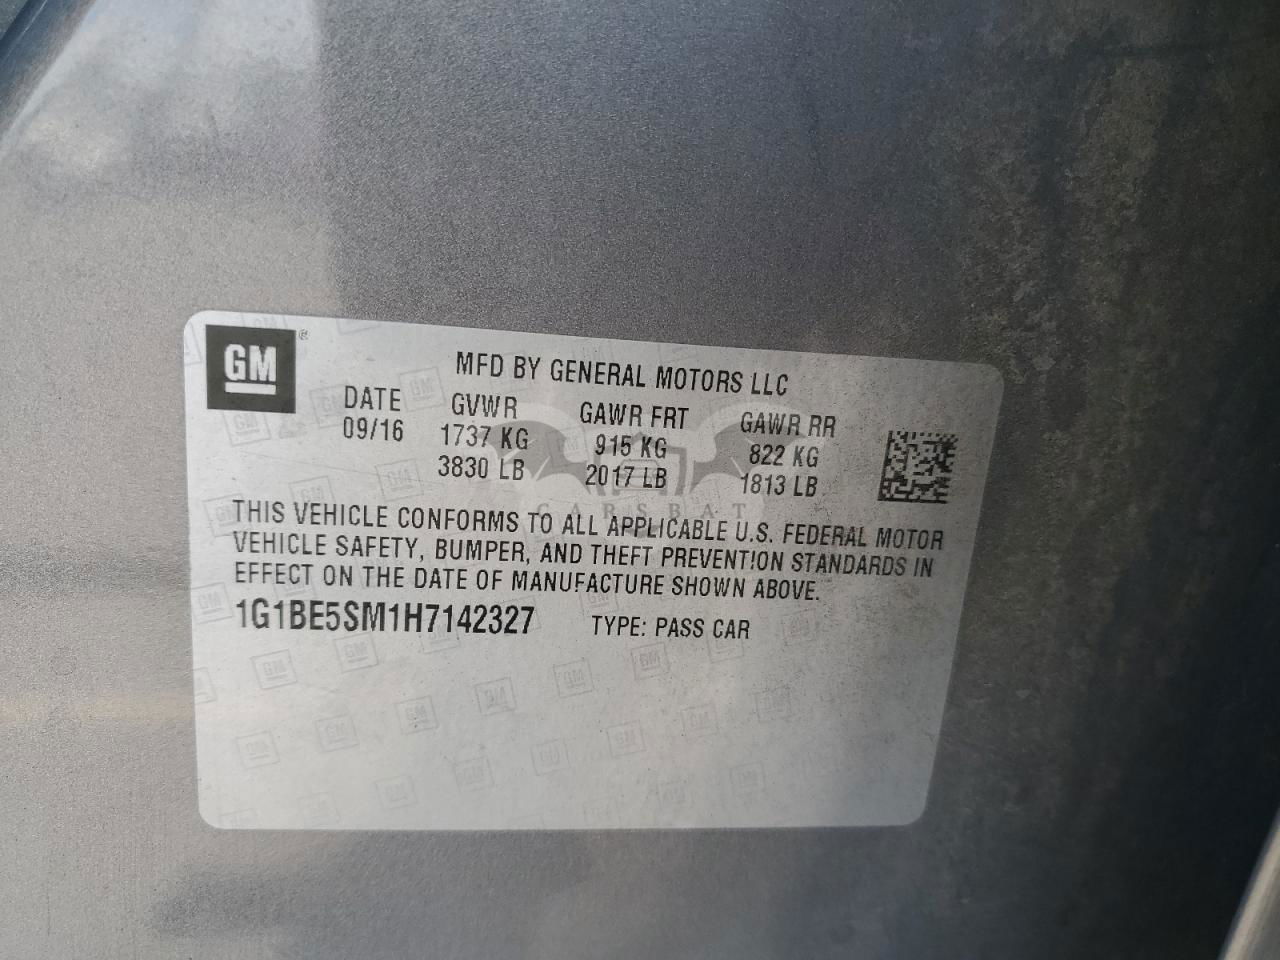 GM
®
MFD BY GENERAL MOTORS LLC
DATE GVWR GAWR FRT GAWR RR
09/16 1737 KG 915 KG 822 KG
3830 LB 2017 LB 1813 LB
CARSBAT
THIS VEHICLE CONFORMS TO ALL APPLICABLE U.S. FEDERAL MOTOR
VEHICLE SAFETY, BUMPER, AND THEFT PREVENTION STANDARDS IN
EFFECT ON THE DATE OF MANUFACTURE SHOWN ABOVE.
1G1BE5SM1H7142327 TYPE: PASS CAR